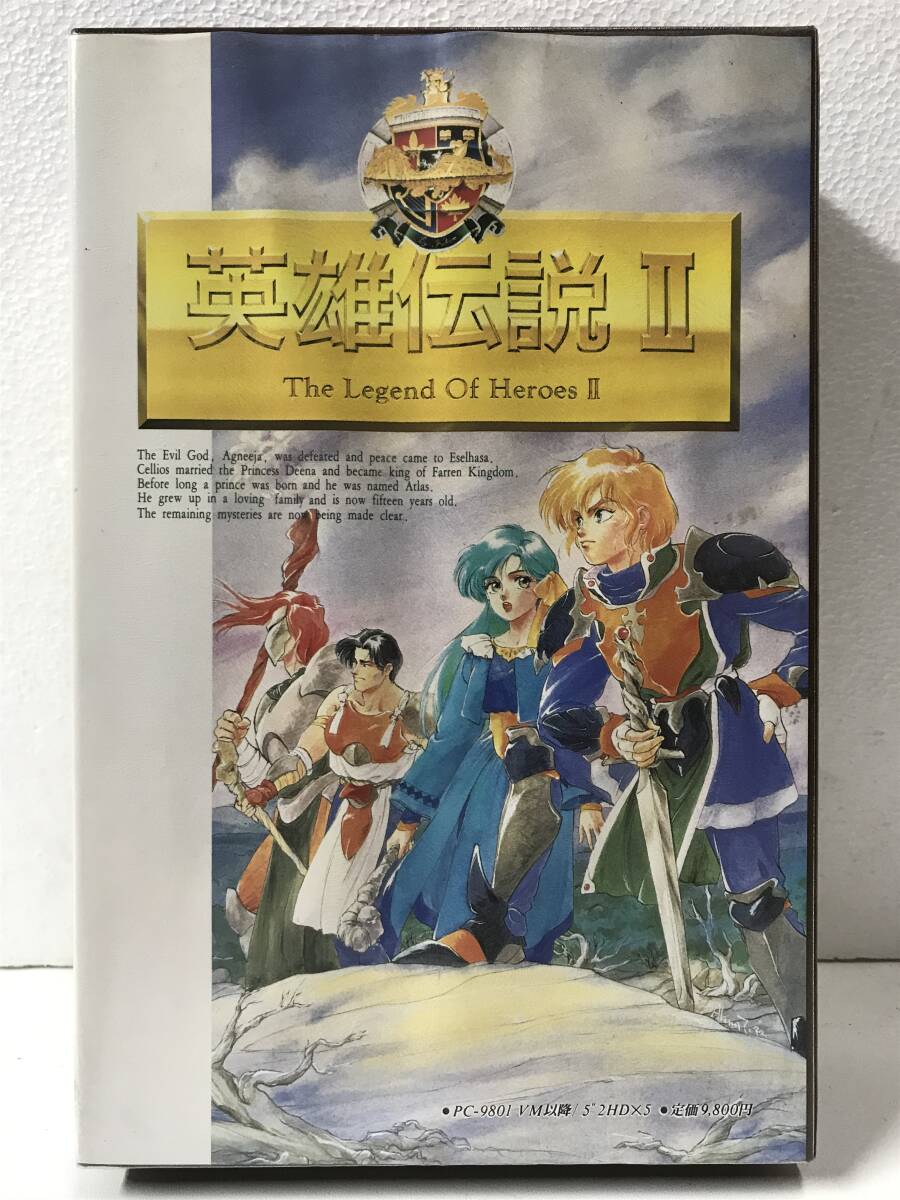 英雄伝説 II
The Legend Of Heroes II
The Evil God, Agneeja, was defeated and peace came to Eselhasa.
Cellios married the Princess Deena and became king of Farren Kingdom.
Before long a prince was born and he was named Atlas.
He grew up in a loving family and is now fifteen years old.
The remaining mysteries are now being made clear.
●PC-9801 VM以降/5"2HD×5 ●定価9,800円